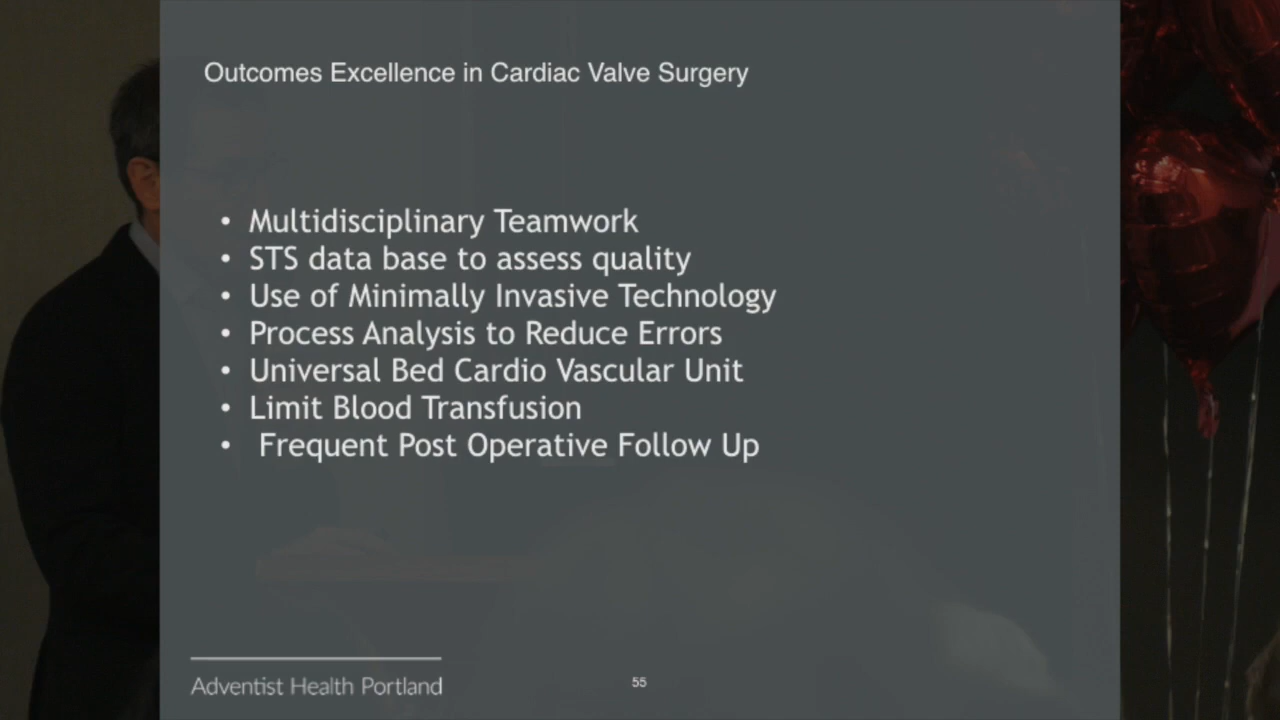 Outcomes Excellence in Cardiac Valve Surgery
• Multidisciplinary Teamwork
• STS data base to assess quality
• Use of Minimally Invasive Technology
• Process Analysis to Reduce Errors
• Universal Bed Cardio Vascular Unit
• Limit Blood Transfusion
• Frequent Post Operative Follow Up
Adventist Health Portland
55